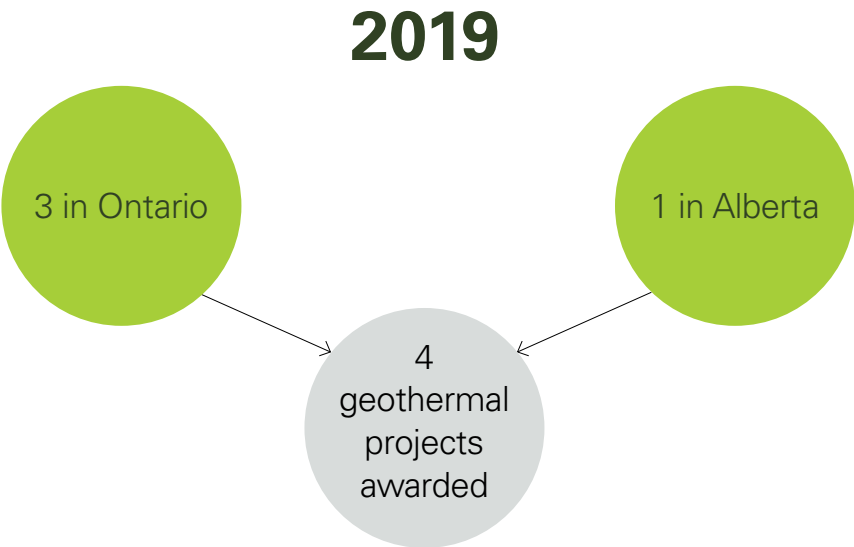 2019
3 in Ontario
1 in Alberta
4
geothermal
projects
awarded